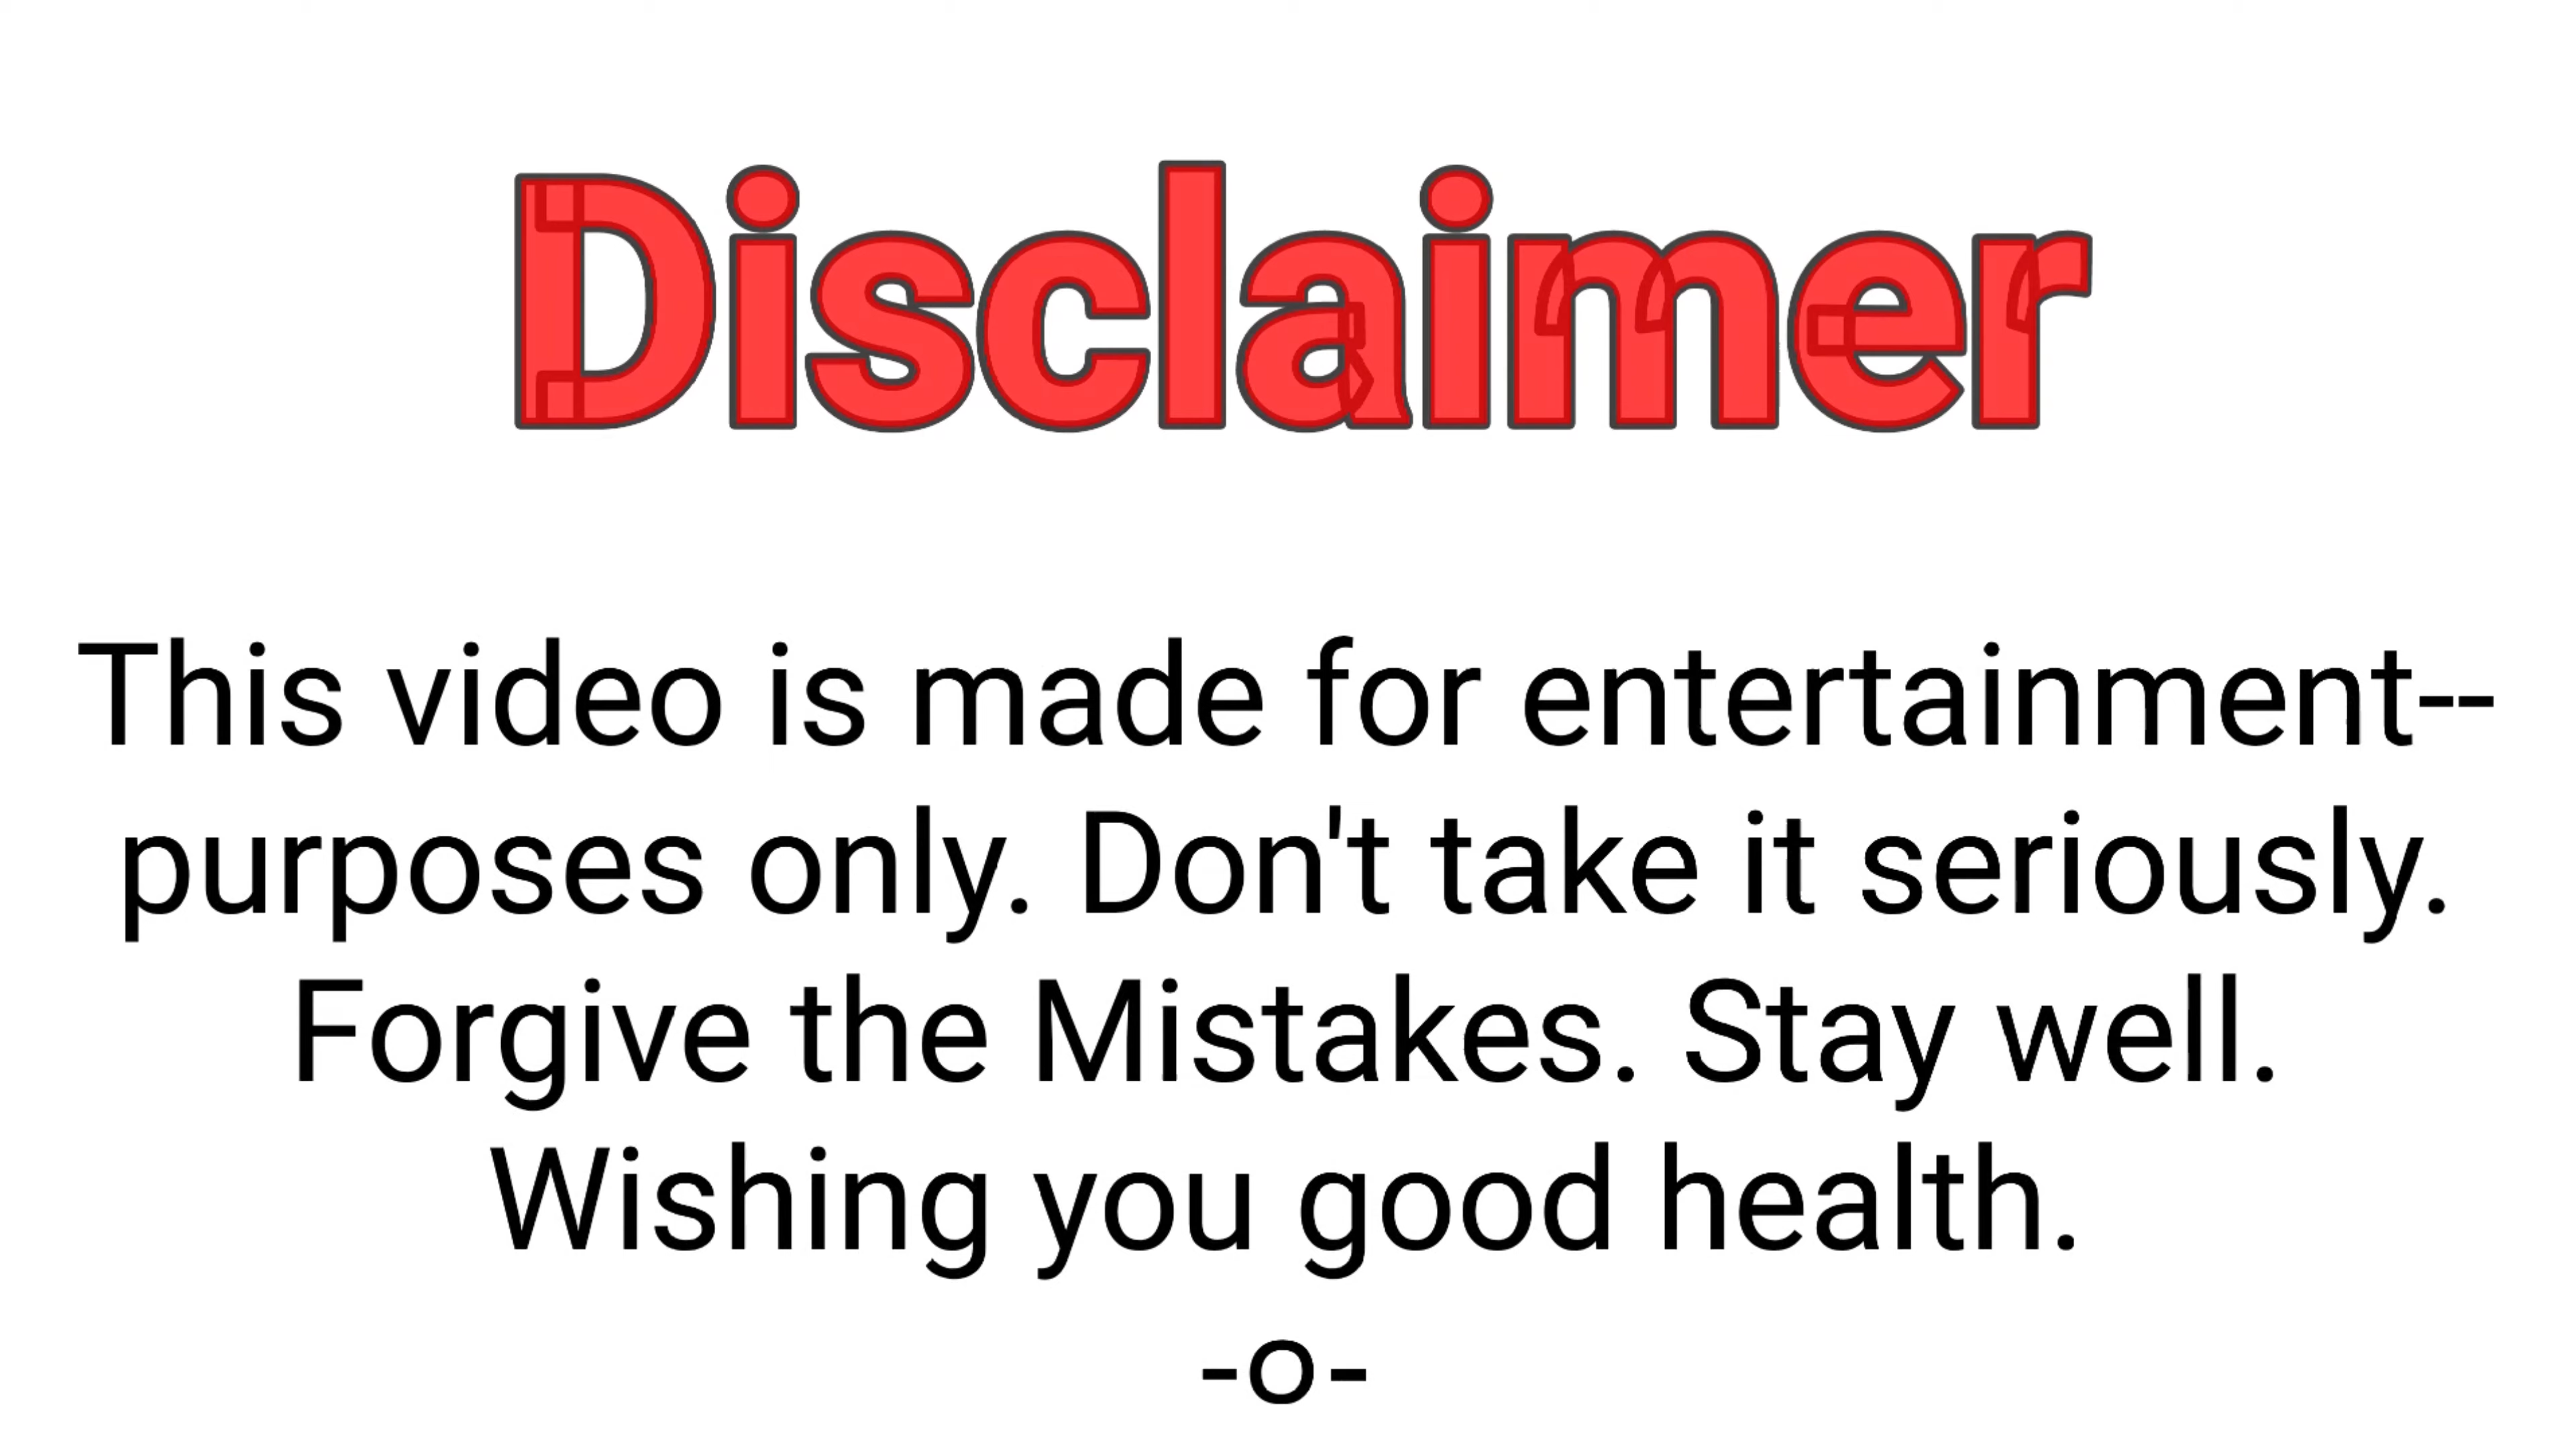 Disclaimer
This video is made for entertainment--
purposes only. Don't take it seriously.
Forgive the Mistakes. Stay well.
Wishing you good health.
-o-